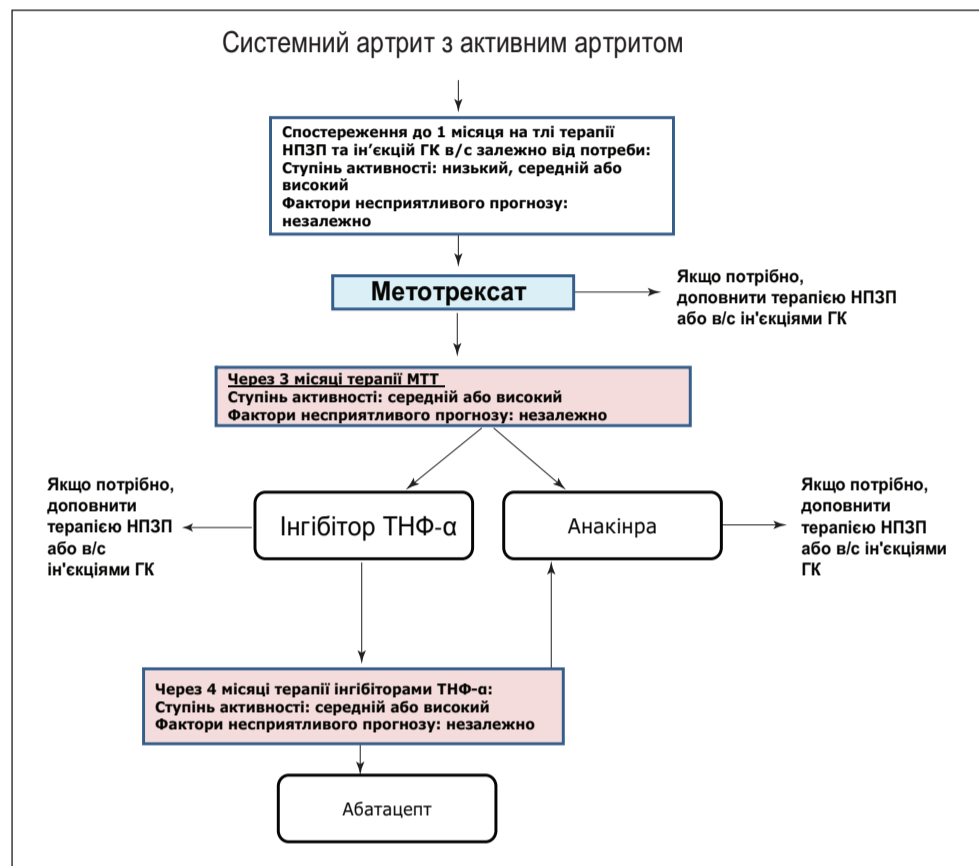 Системний артрит з активним артритом
Спостереження до 1 місяця на тлі терапії
НПЗП та ін’єкцій ГК в/с залежно від потреби:
Ступінь активності: низький, середній або
високий
Фактори несприятливого прогнозу:
незалежно
Метотрексат
Якщо потрібно,
доповнити терапією НПЗП
або в/с ін'єкціями ГК
Через 3 місяці терапії МТТ
Ступінь активності: середній або високий
Фактори несприятливого прогнозу: незалежно
Якщо потрібно,
доповнити
терапією НПЗП
або в/с
ін'єкціями ГК
Інгібітор ТНФ-α
Анакінра
Якщо потрібно,
доповнити
терапією НПЗП
або в/с ін'єкціями
ГК
Через 4 місяці терапії інгібіторами ТНФ-α:
Ступінь активності: середній або високий
Фактори несприятливого прогнозу: незалежно
Абатацепт